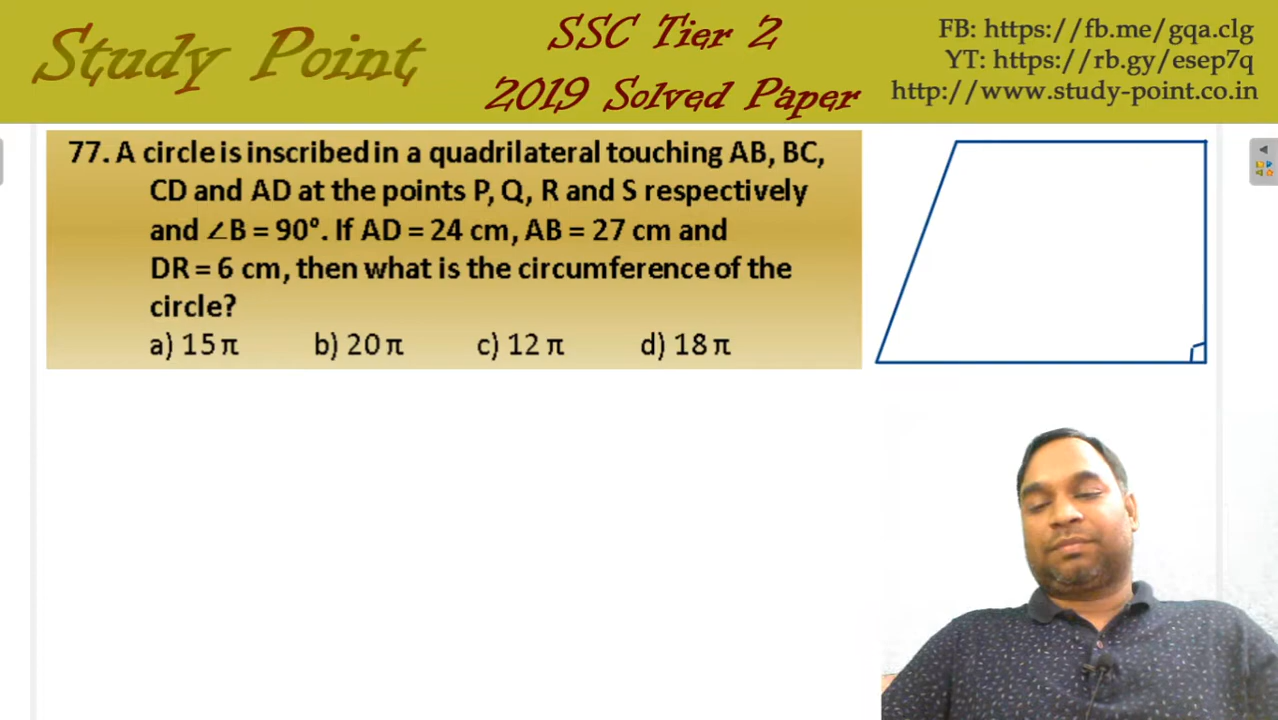 Study Point
SSC Tier 2
2019 Solved Paper
FB: https://fb.me/gqa.clg
YT: https://rb.gy/esep7q
http://www.study-point.co.in
77. A circle is inscribed in a quadrilateral touching AB, BC,
CD and AD at the points P, Q, R and S respectively
and ∠B = 90°. If AD = 24 cm, AB = 27 cm and
DR = 6 cm, then what is the circumference of the
circle?
a) 15 π b) 20 π c) 12 π d) 18 π